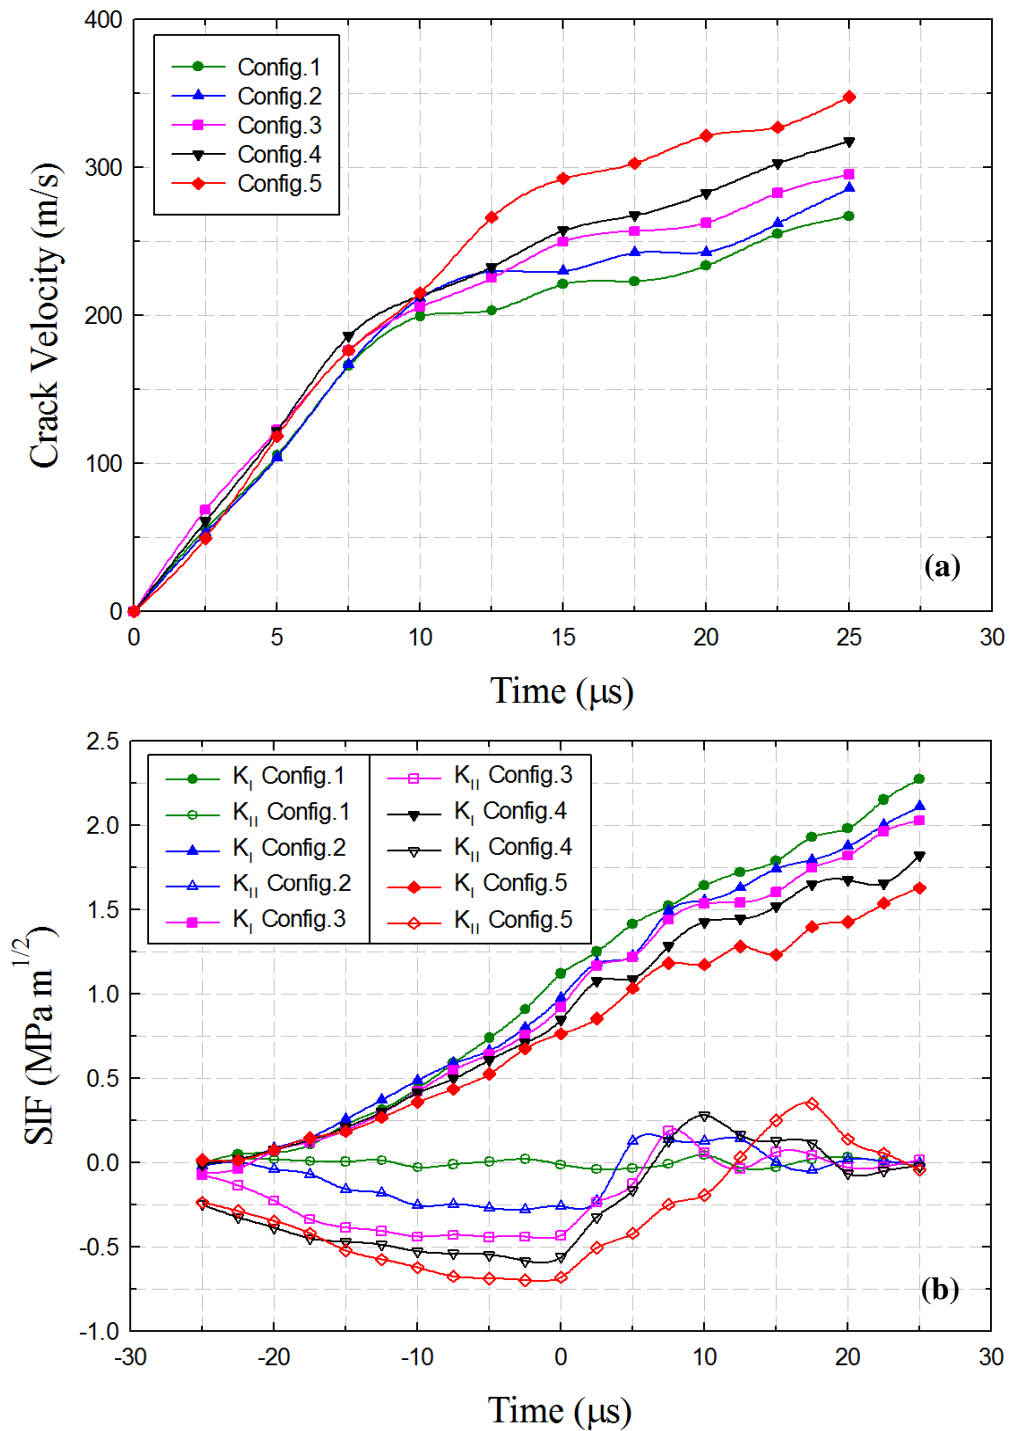 400
300
200
100
0
Crack Velocity (m/s)
Config.1
Config.2
Config.3
Config.4
Config.5
(a)
0 5 10 15 20 25 30
Time (μs)
2.5
2.0
1.5
1.0
0.5
0.0
-0.5
-1.0
SIF (MPa m^1/2)
K_I Config.1
K_II Config.1
K_I Config.2
K_II Config.2
K_I Config.3
K_II Config.3
K_I Config.4
K_II Config.4
K_I Config.5
K_II Config.5
(b)
-30 -20 -10 0 10 20 30
Time (μs)